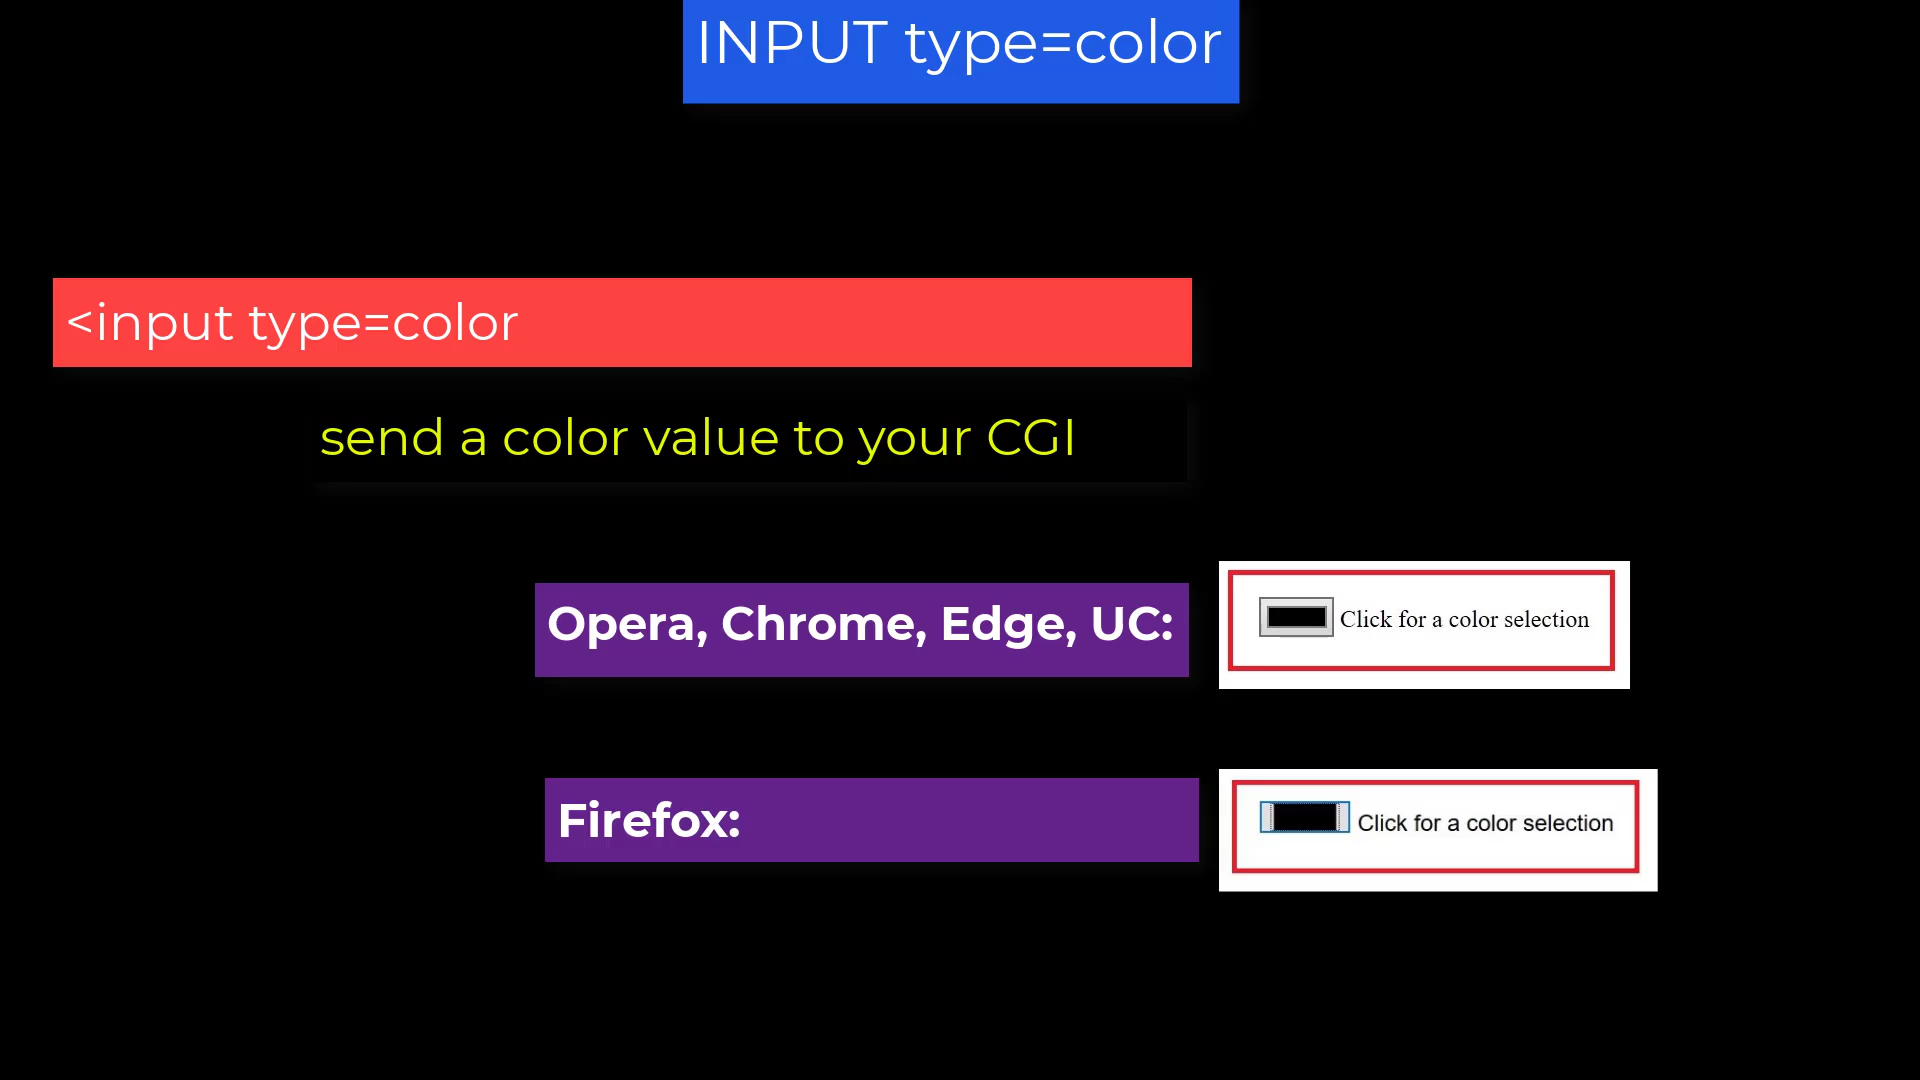 INPUT type=color
<input type=color
send a color value to your CGI
Opera, Chrome, Edge, UC:
Click for a color selection
Firefox:
Click for a color selection